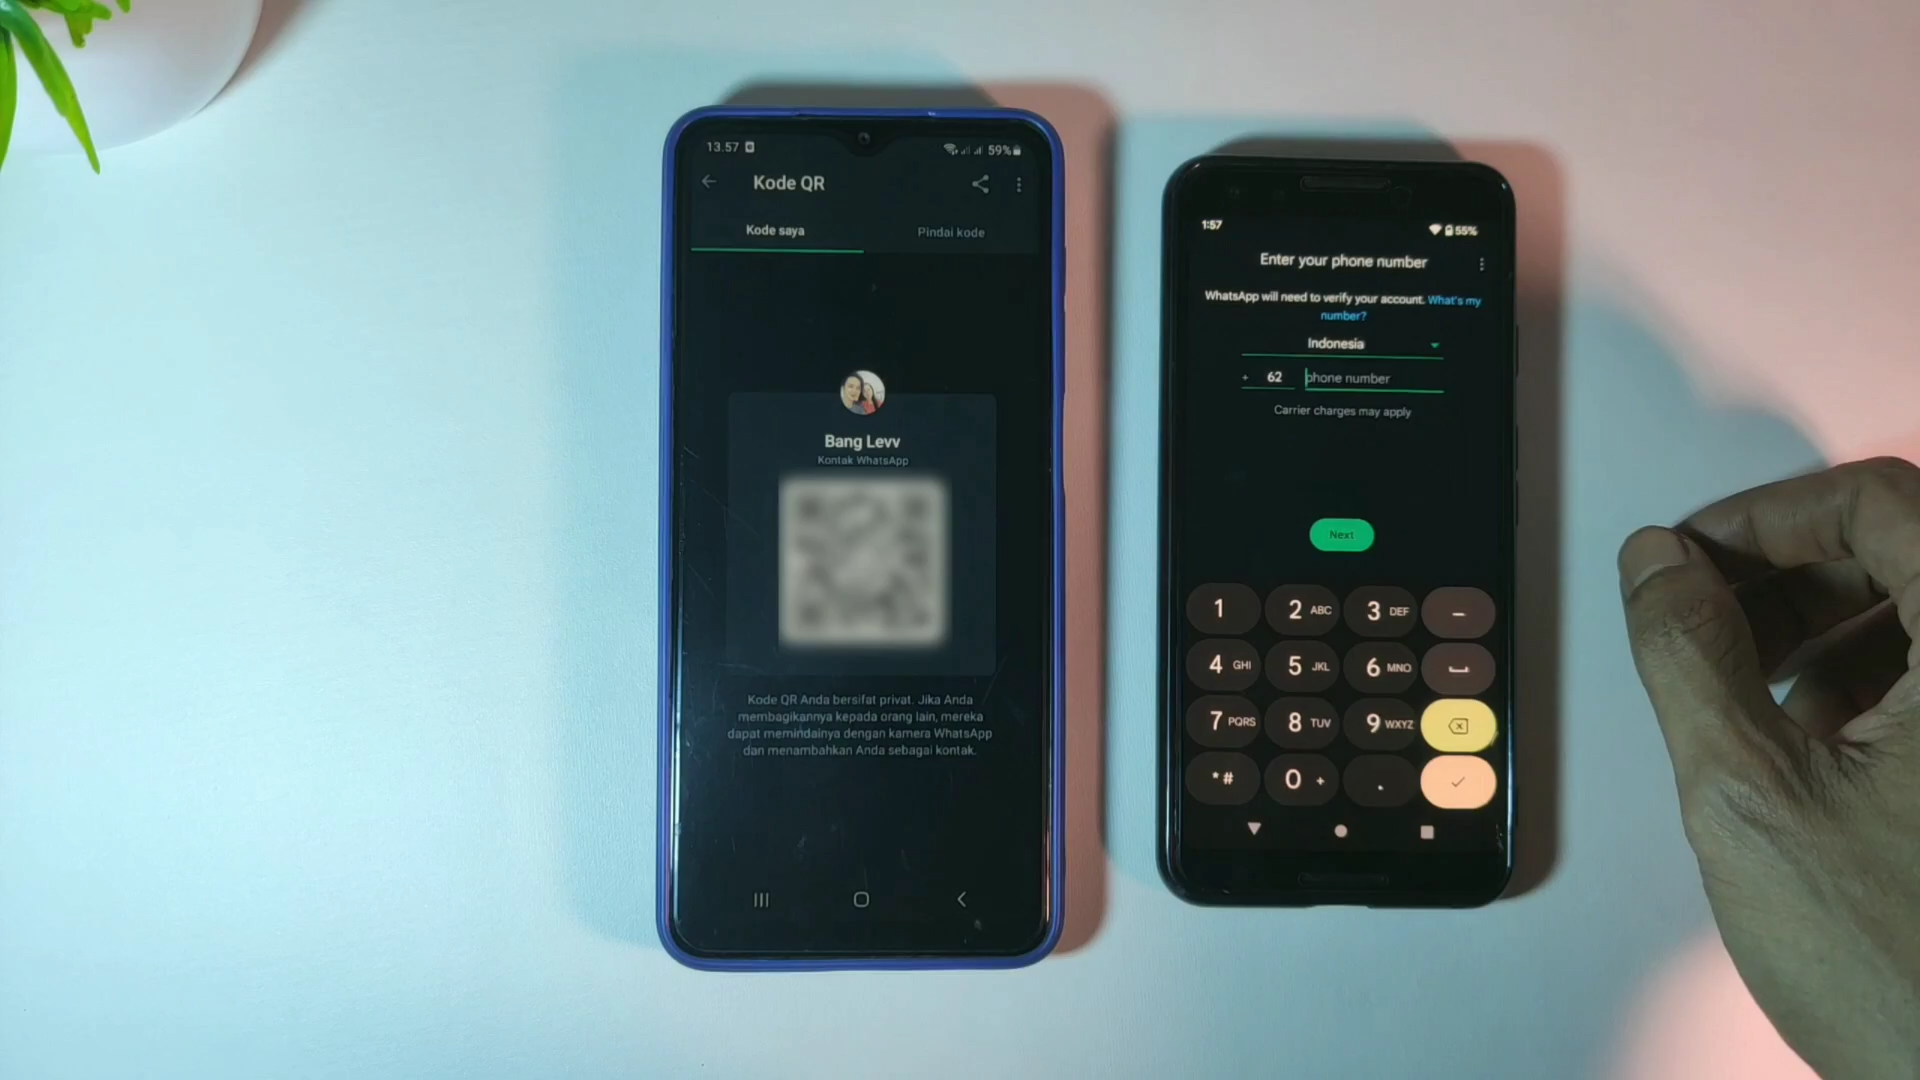 13.57
59%
Kode QR
Kode saya
Pindai kode
Bang Levv
Kontak WhatsApp
Kode QR Anda bersifat privat. Jika Anda
membagikannya kepada orang lain, mereka
dapat memindainya dengan kamera WhatsApp
dan menambahkan Anda sebagai kontak.
1:57
55%
Enter your phone number
WhatsApp will need to verify your account. What's my
number?
Indonesia
+ 62 phone number
Carrier charges may apply
Next
1 2 ABC 3 DEF –
4 GHI 5 JKL 6 MNO
7 PQRS 8 TUV 9 WXYZ
*# 0 + .